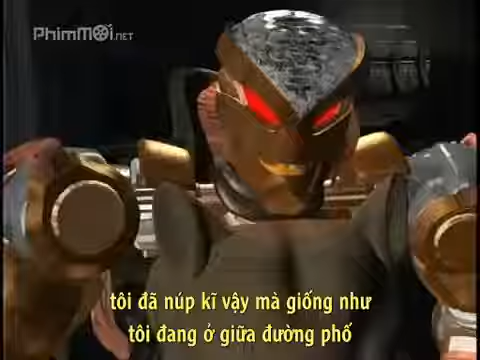 PHIMMOI.NET
tôi đã núp kĩ vậy mà giống như
tôi đang ở giữa đường phố